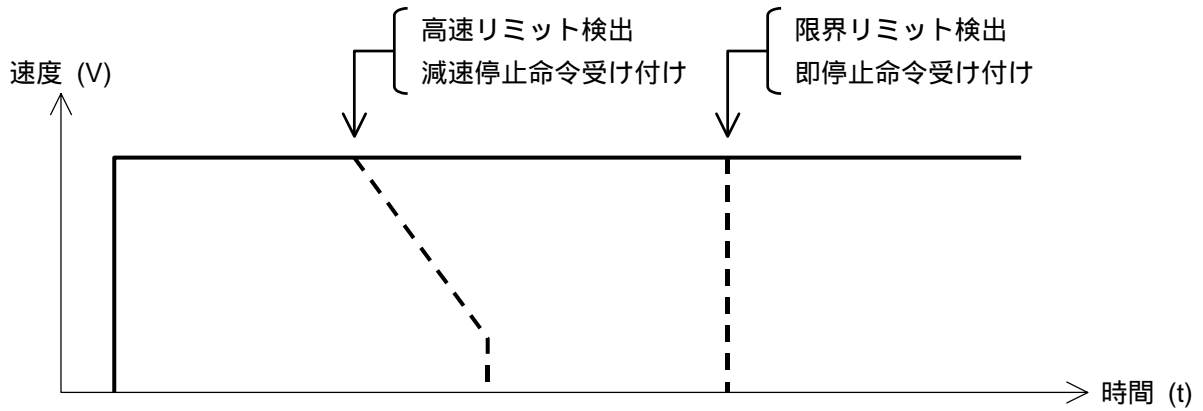 高速リミット検出
減速停止命令受け付け
限界リミット検出
即停止命令受け付け
速度 (V)
時間 (t)